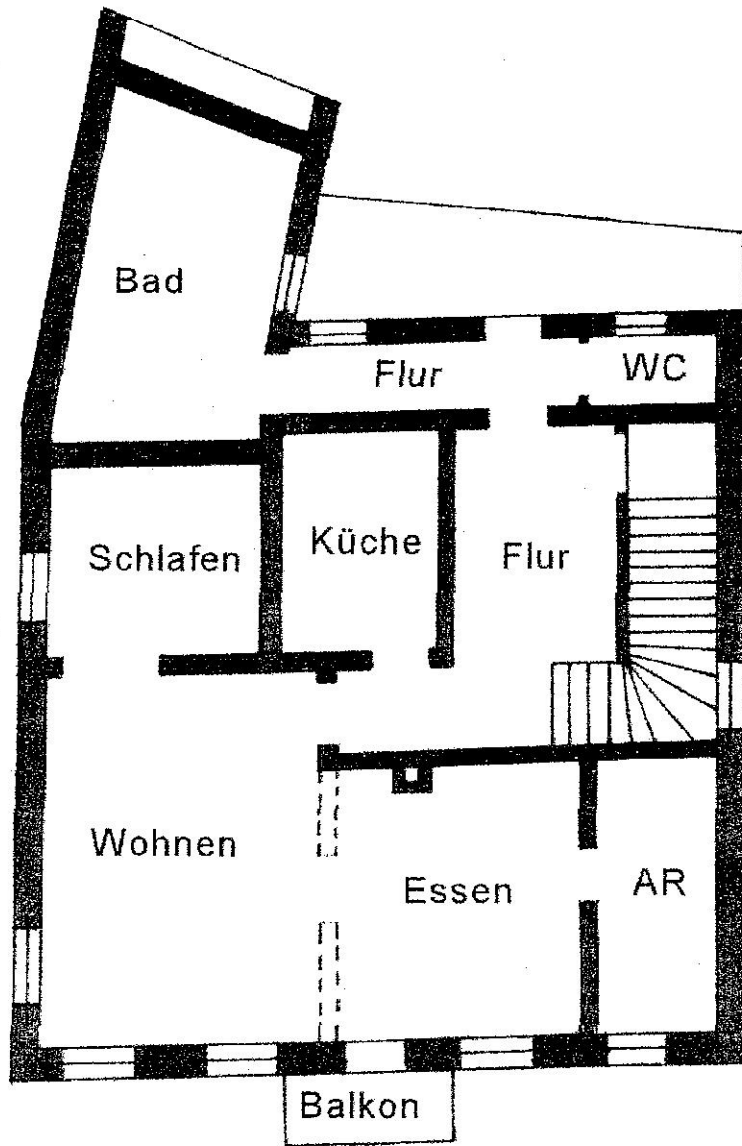 Bad
Flur
WC
Schlafen
Küche
Flur
Wohnen
Essen
AR
Balkon